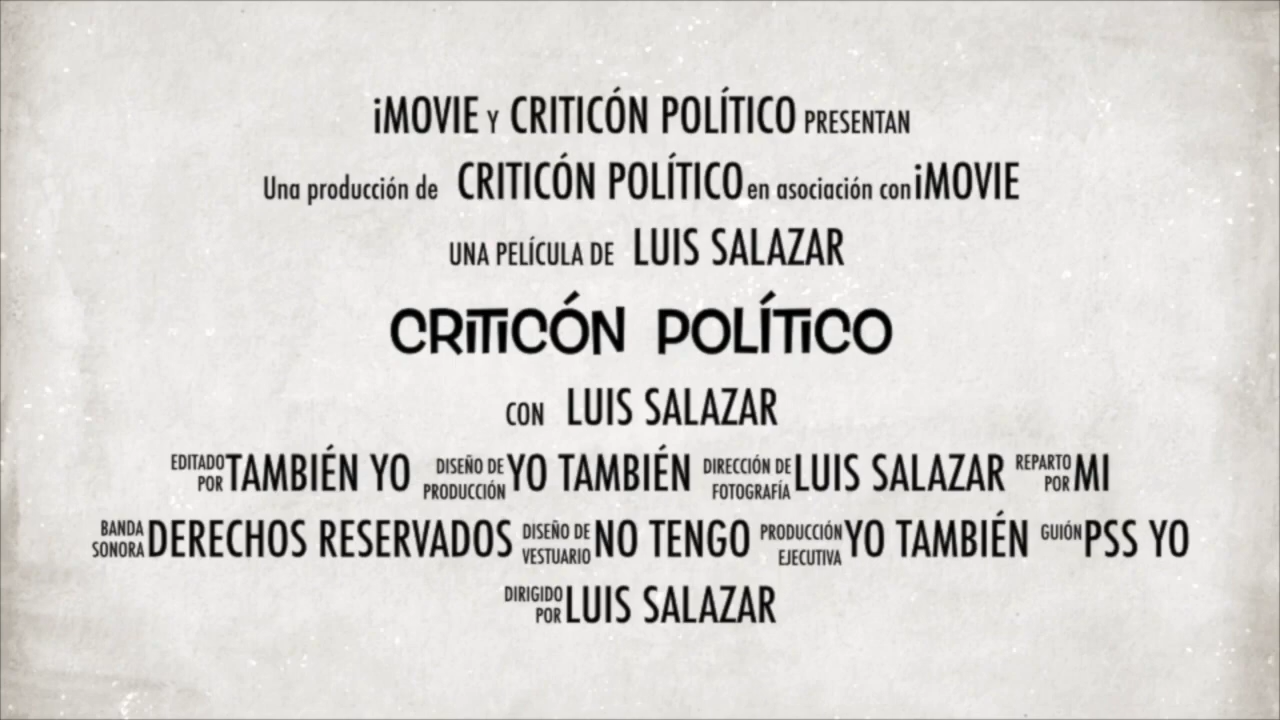 iMOVIE Y CRITICÓN POLÍTICO PRESENTAN
Una producción de CRITICÓN POLÍTICO en asociación con iMOVIE
UNA PELÍCULA DE LUIS SALAZAR
CRITICÓN POLÍTICO
CON LUIS SALAZAR
EDITADO POR TAMBIÉN YO DISEÑO DE PRODUCCIÓN YO TAMBIÉN DIRECCIÓN DE FOTOGRAFÍA LUIS SALAZAR REPARTO POR MI
BANDA SONORA DERECHOS RESERVADOS DISEÑO DE VESTUARIO NO TENGO PRODUCCIÓN EJECUTIVA YO TAMBIÉN GUIÓN PSS YO
DIRIGIDO POR LUIS SALAZAR